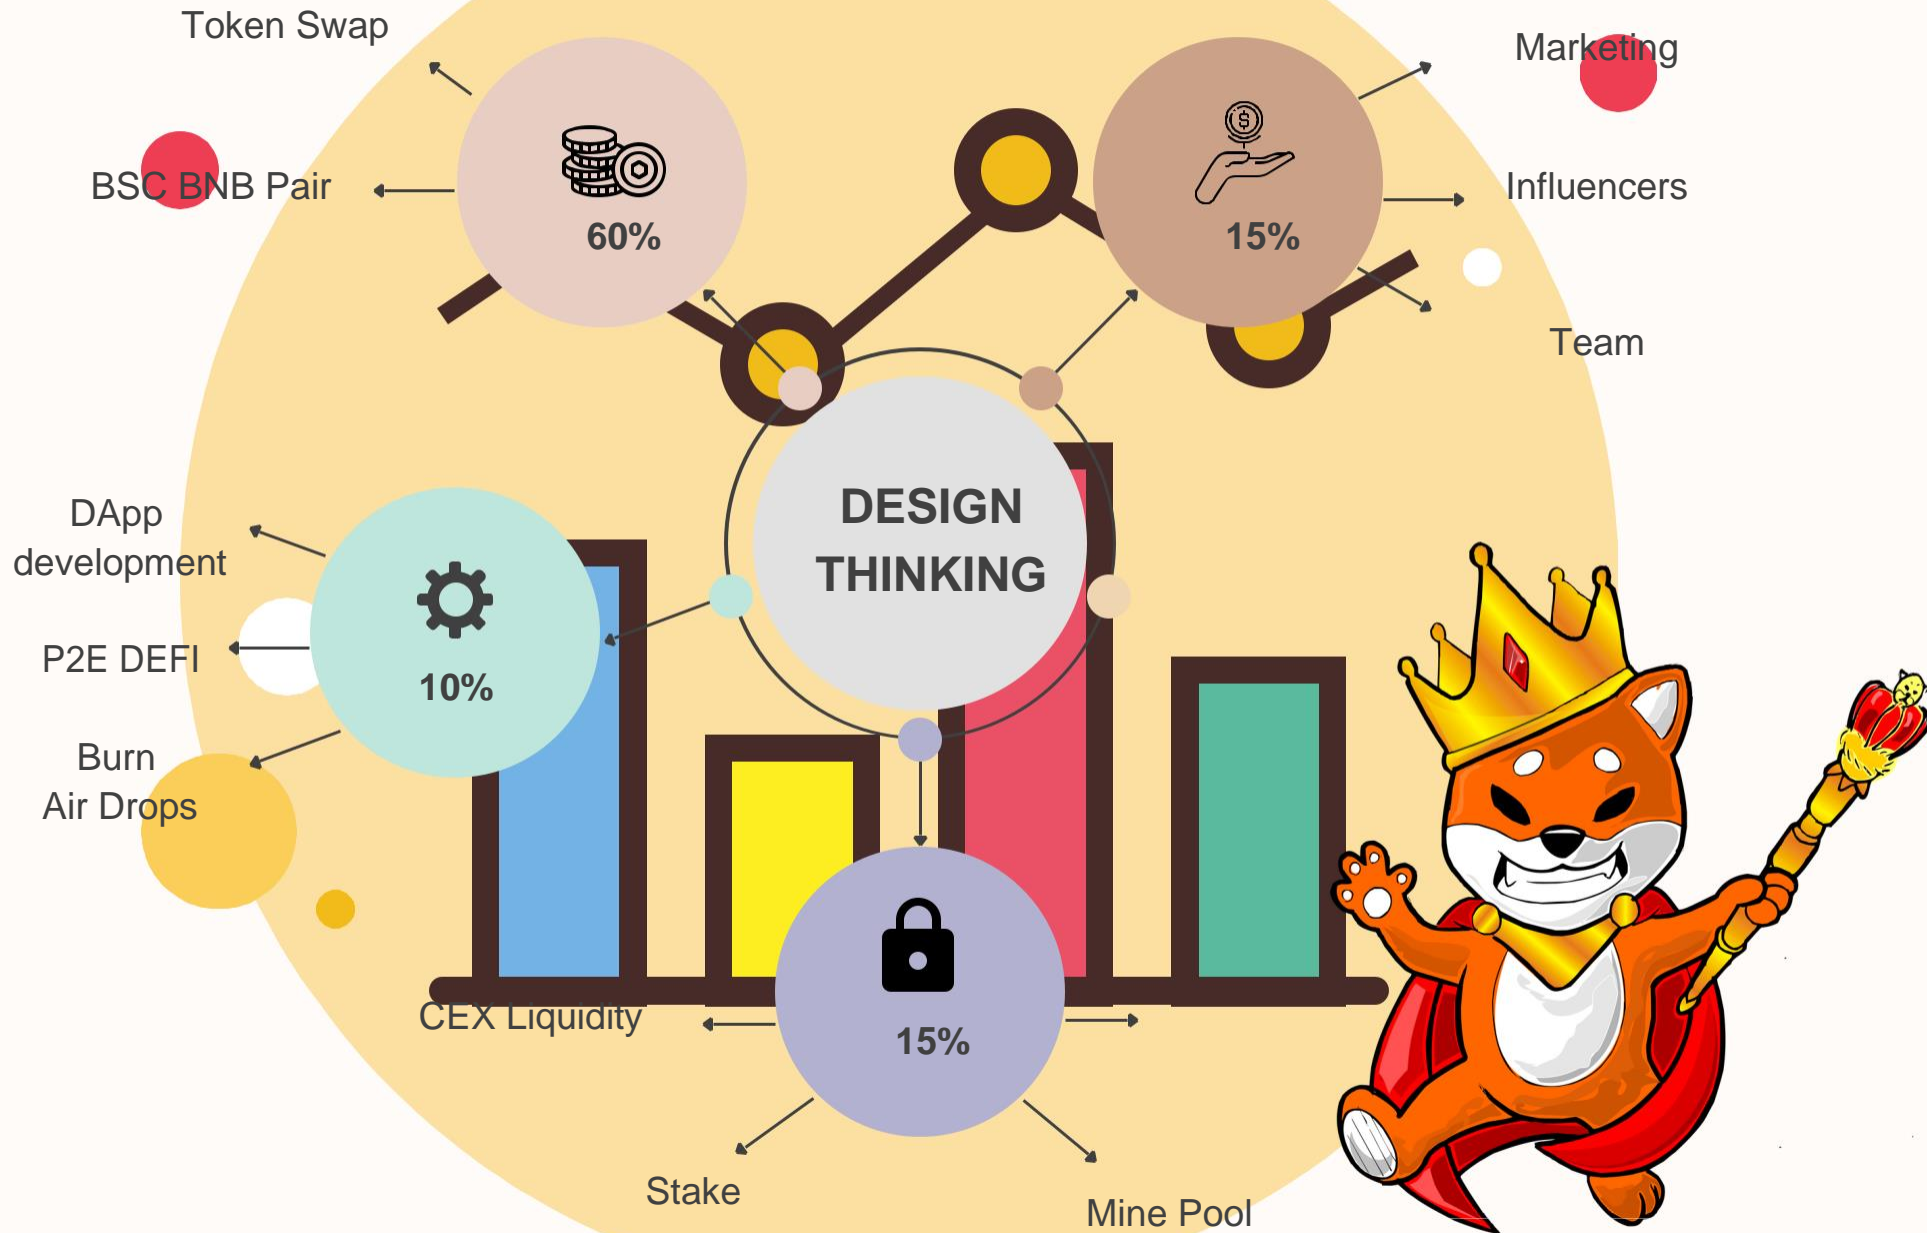 Token Swap
Marketing
BSC BNB Pair
60%
15%
Influencers
Team
DESIGN
THINKING
DApp
development
P2E DEFI
10%
Burn
Air Drops
CEX Liquidity
15%
Stake
Mine Pool